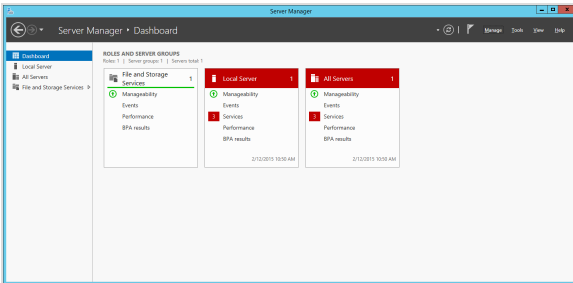 Server Manager
Server Manager • Dashboard
Manage Tools View Help
Dashboard
Local Server
All Servers
File and Storage Services
ROLES AND SERVER GROUPS
Roles: 1 | Server groups: 1 | Servers total: 1
File and Storage Services 1
Manageability
Events
Performance
BPA results
Local Server 1
Manageability
Events
3 Services
Performance
BPA results
2/12/2015 10:50 AM
All Servers 1
Manageability
Events
3 Services
Performance
BPA results
2/12/2015 10:50 AM